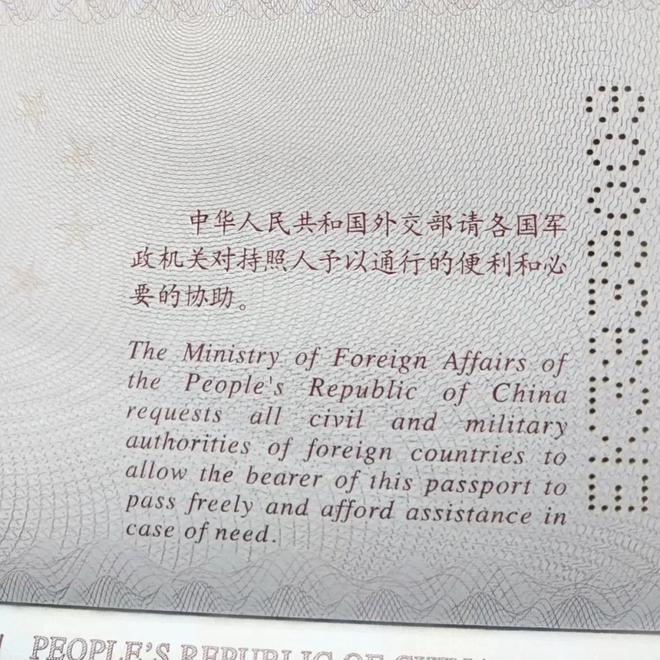 中华人民共和国外交部请各国军
政机关对持照人予以通行的便利和必
要的协助。
The Ministry of Foreign Affairs of
the People's Republic of China
requests all civil and military
authorities of foreign countries to
allow the bearer of this passport to
pass freely and afford assistance in
case of need.
PEOPLE'S REPUBLIC OF